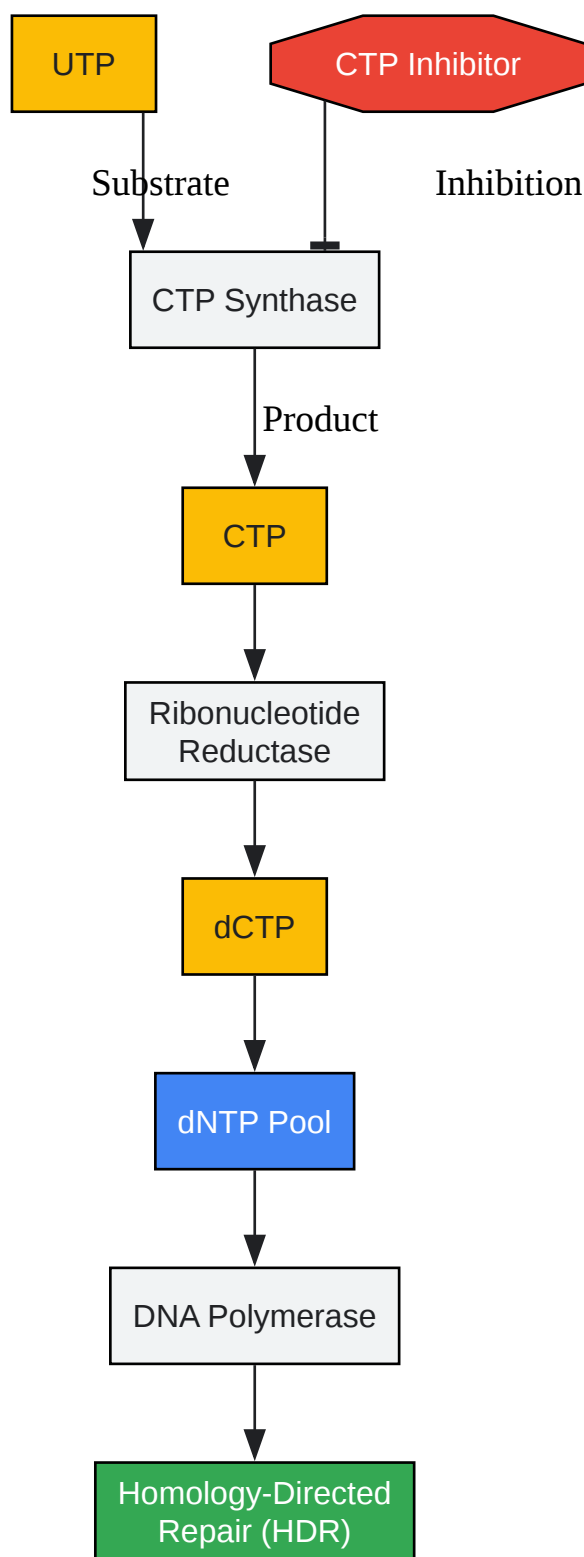 UTP
CTP Inhibitor
Substrate
Inhibition
CTP Synthase
Product
CTP
Ribonucleotide
Reductase
dCTP
dNTP Pool
DNA Polymerase
Homology-Directed
Repair (HDR)